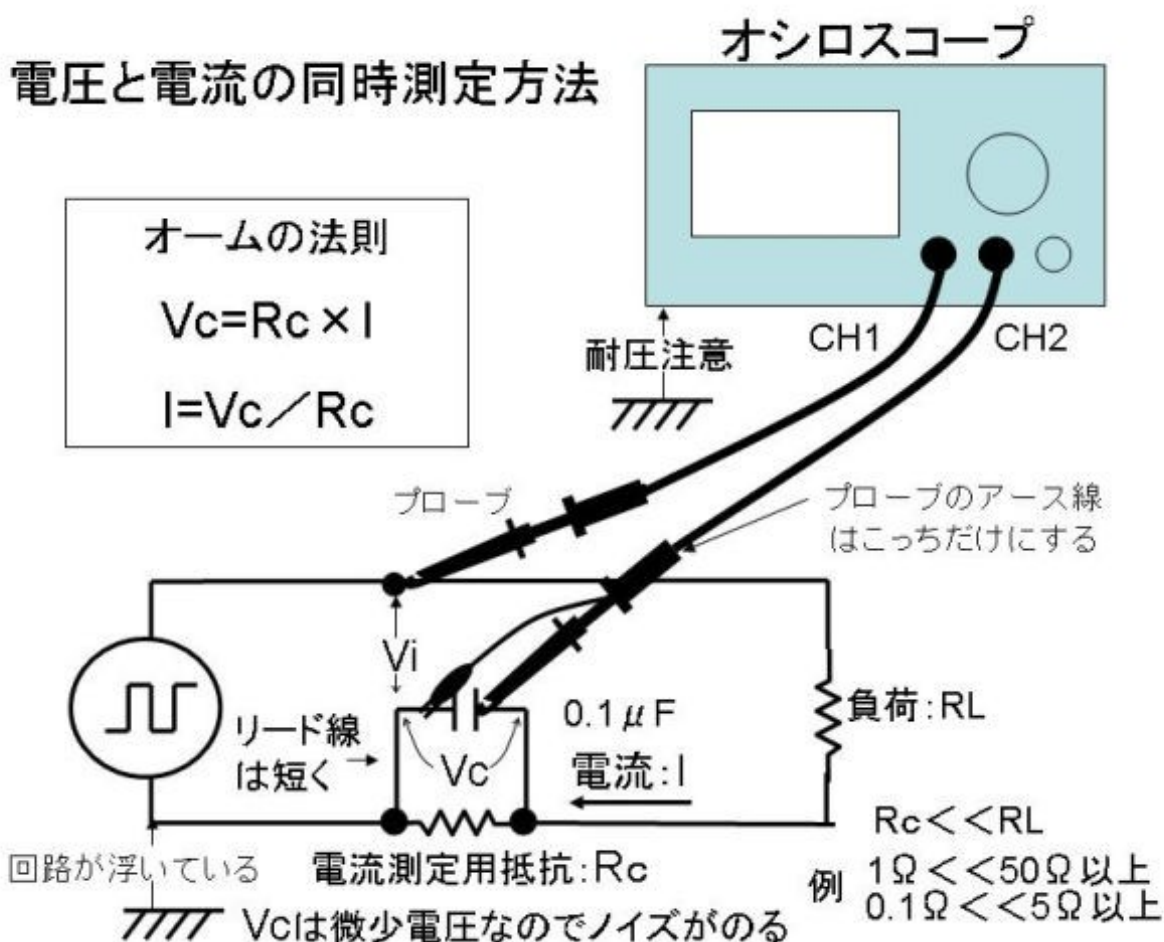 電圧と電流の同時測定方法
オシロスコープ
オームの法則
Vc=Rc×I
I=Vc／Rc
耐圧注意
CH1
CH2
プローブ
プローブのアース線
はこっちだけにする
Vi
リード線
は短く
Vc
0.1μF
電流:I
負荷:RL
回路が浮いている
電流測定用抵抗:Rc
Vcは微少電圧なのでノイズがのる
Rc＜＜RL
例
1Ω＜＜50Ω以上
0.1Ω＜＜5Ω以上